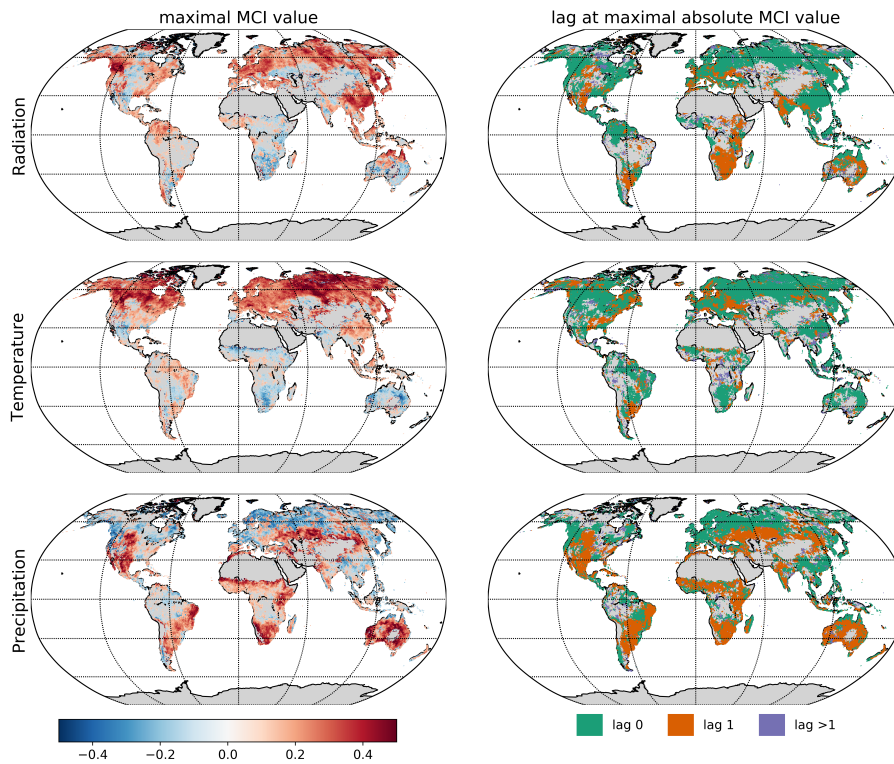 maximal MCI value
lag at maximal absolute MCI value
Radiation
Temperature
Precipitation
−0.4 −0.2 0.0 0.2 0.4
lag 0 lag 1 lag >1